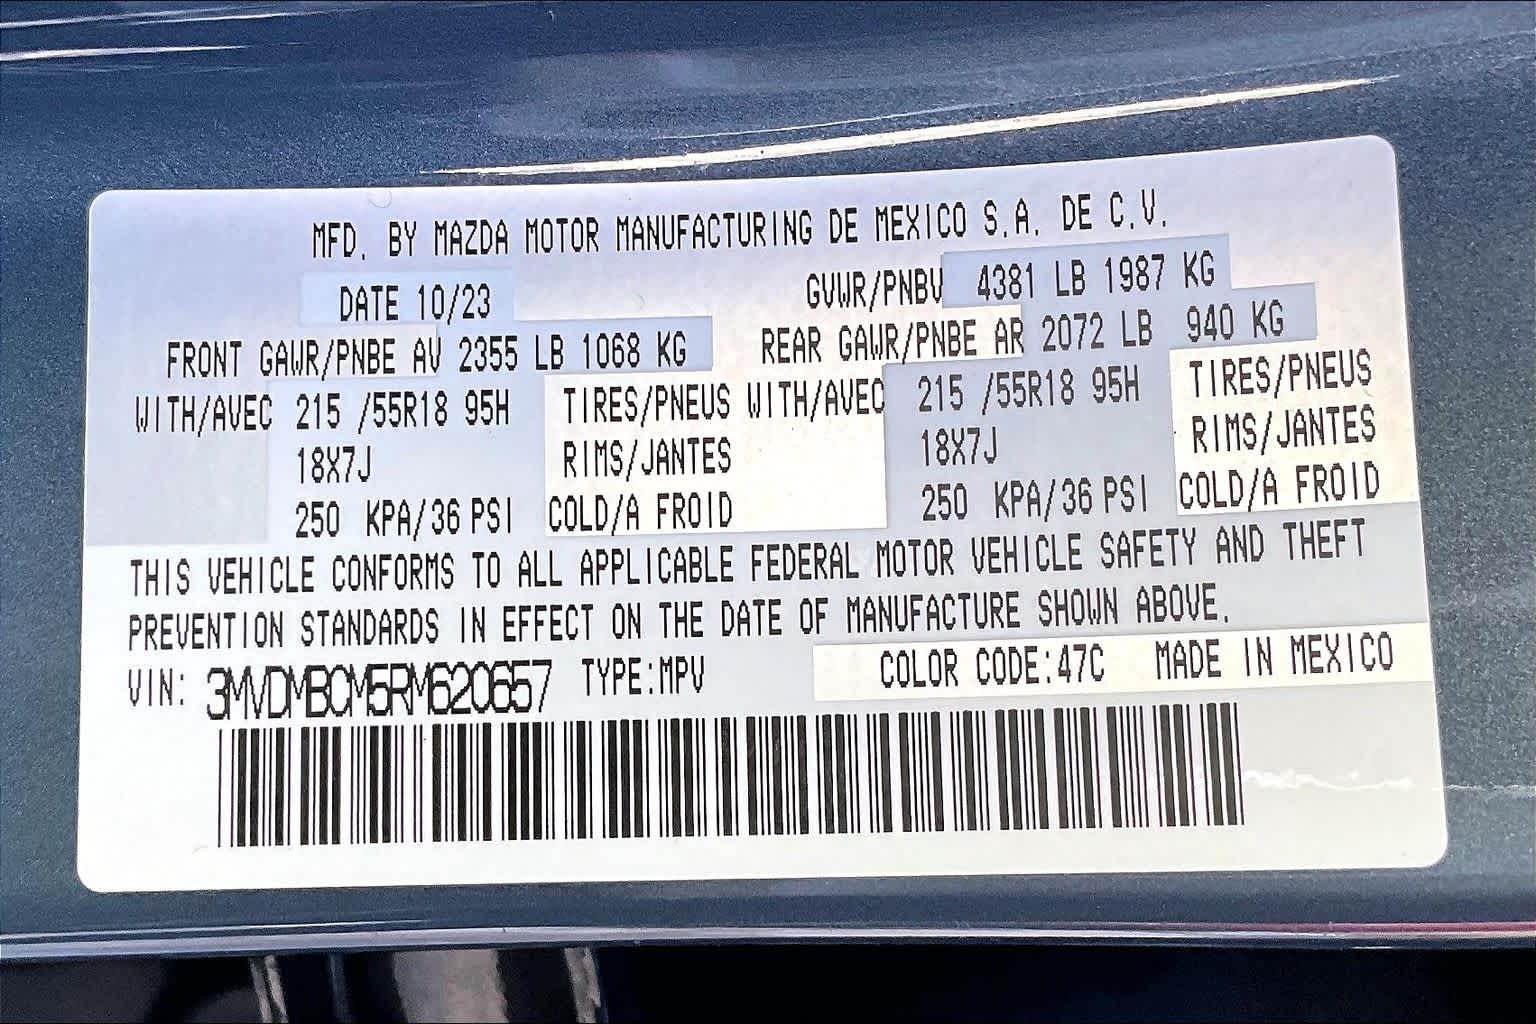 MFD. BY MAZDA MOTOR MANUFACTURING DE MEXICO S.A. DE C.V.
DATE 10/23 GVWR/PNBV 4381 LB 1987 KG
FRONT GAWR/PNBE AV 2355 LB 1068 KG REAR GAWR/PNBE AR 2072 LB 940 KG
WITH/AVEC 215 /55R18 95H TIRES/PNEUS WITH/AVEC 215 /55R18 95H TIRES/PNEUS
18X7J RIMS/JANTES 18X7J RIMS/JANTES
250 KPA/36 PSI COLD/A FROID 250 KPA/36 PSI COLD/A FROID
THIS VEHICLE CONFORMS TO ALL APPLICABLE FEDERAL MOTOR VEHICLE SAFETY AND THEFT
PREVENTION STANDARDS IN EFFECT ON THE DATE OF MANUFACTURE SHOWN ABOVE.
VIN: 3MVDMBCM5RM620657 TYPE:MPV COLOR CODE:47C MADE IN MEXICO